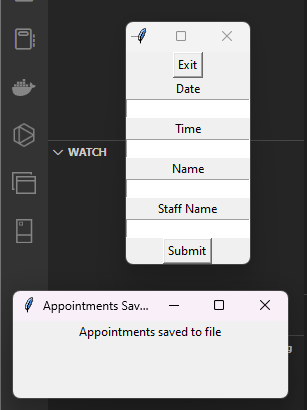 Exit
Date
Time
WATCH
Name
Staff Name
Submit
Appointments Sav...
Appointments saved to file
g